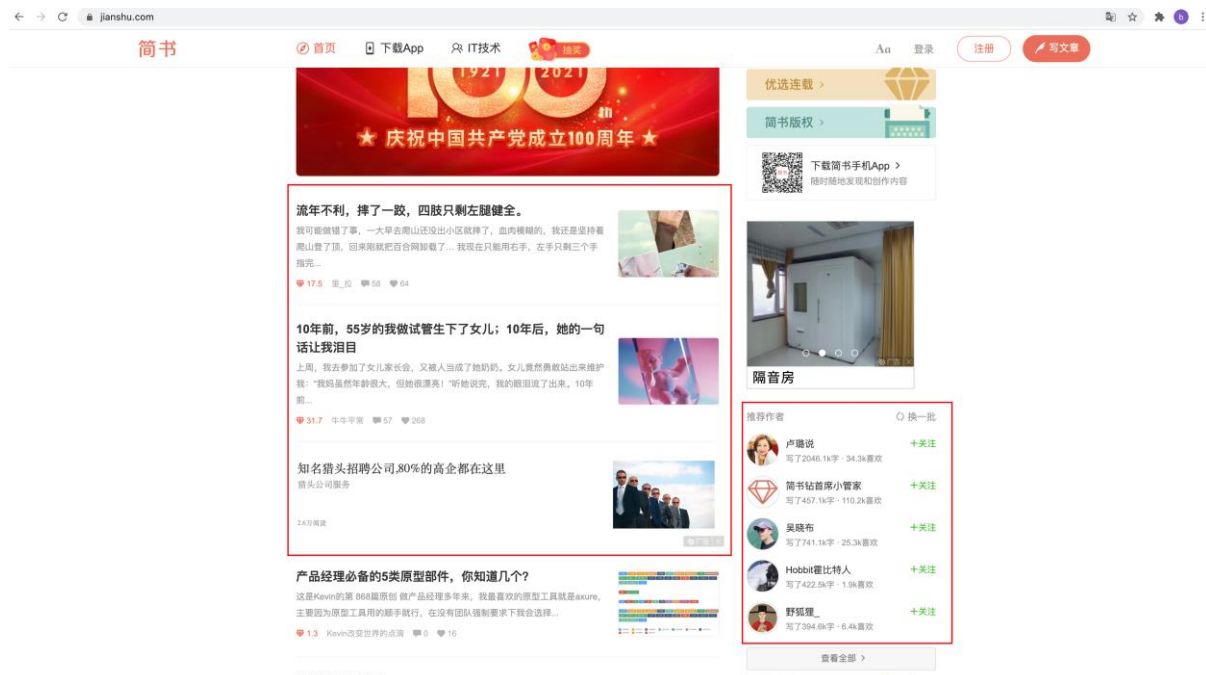 jianshu.com
b
简书
首页
下载App
IT技术
抽奖
Aα
登录
注册
写文章
1921 2021
100th
庆祝中国共产党成立100周年
流年不利，摔了一跤，四肢只剩左腿健全。
我可能做错了事，一大早去爬山还没出小区就摔了，血肉模糊的，我还是坚持着
爬山登了顶，回来刚就把百合网卸载了... 我现在只能用右手，左手只剩三个手
指完...
17.5 里_拉 58 64
10年前，55岁的我做试管生下了女儿；10年后，她的一句
话让我泪目
上周，我去参加了女儿家长会，又被人当成了她奶奶。女儿竟然勇敢站出来维护
我：“我妈虽然年龄很大，但她很漂亮！”听她说完，我的眼泪流了出来。10年
前...
31.7 牛牛平常 57 268
知名猎头招聘公司,80%的高企都在这里
猎头公司服务
2.6万阅读
广告
产品经理必备的5类原型部件，你知道几个?
这是Kevin的第 868篇原创 做产品经理多年来，我最喜欢的原型工具就是axure，
主要因为原型工具用的顺手就行，在没有团队强制要求下我会选择...
1.3 Kevin改变世界的点滴 0 16
优选连载 >
简书版权 >
下载简书手机App >
随时随地发现和创作内容
广告
隔音房
推荐作者 换一批
卢璐说 +关注
写了2046.1k字 · 34.3k喜欢
简书钻首席小管家 +关注
写了457.1k字 · 110.2k喜欢
吴晓布 +关注
写了741.1k字 · 25.3k喜欢
Hobbit霍比特人 +关注
写了422.5k字 · 1.9k喜欢
野狐狸_ +关注
写了394.6k字 · 6.4k喜欢
查看全部 >